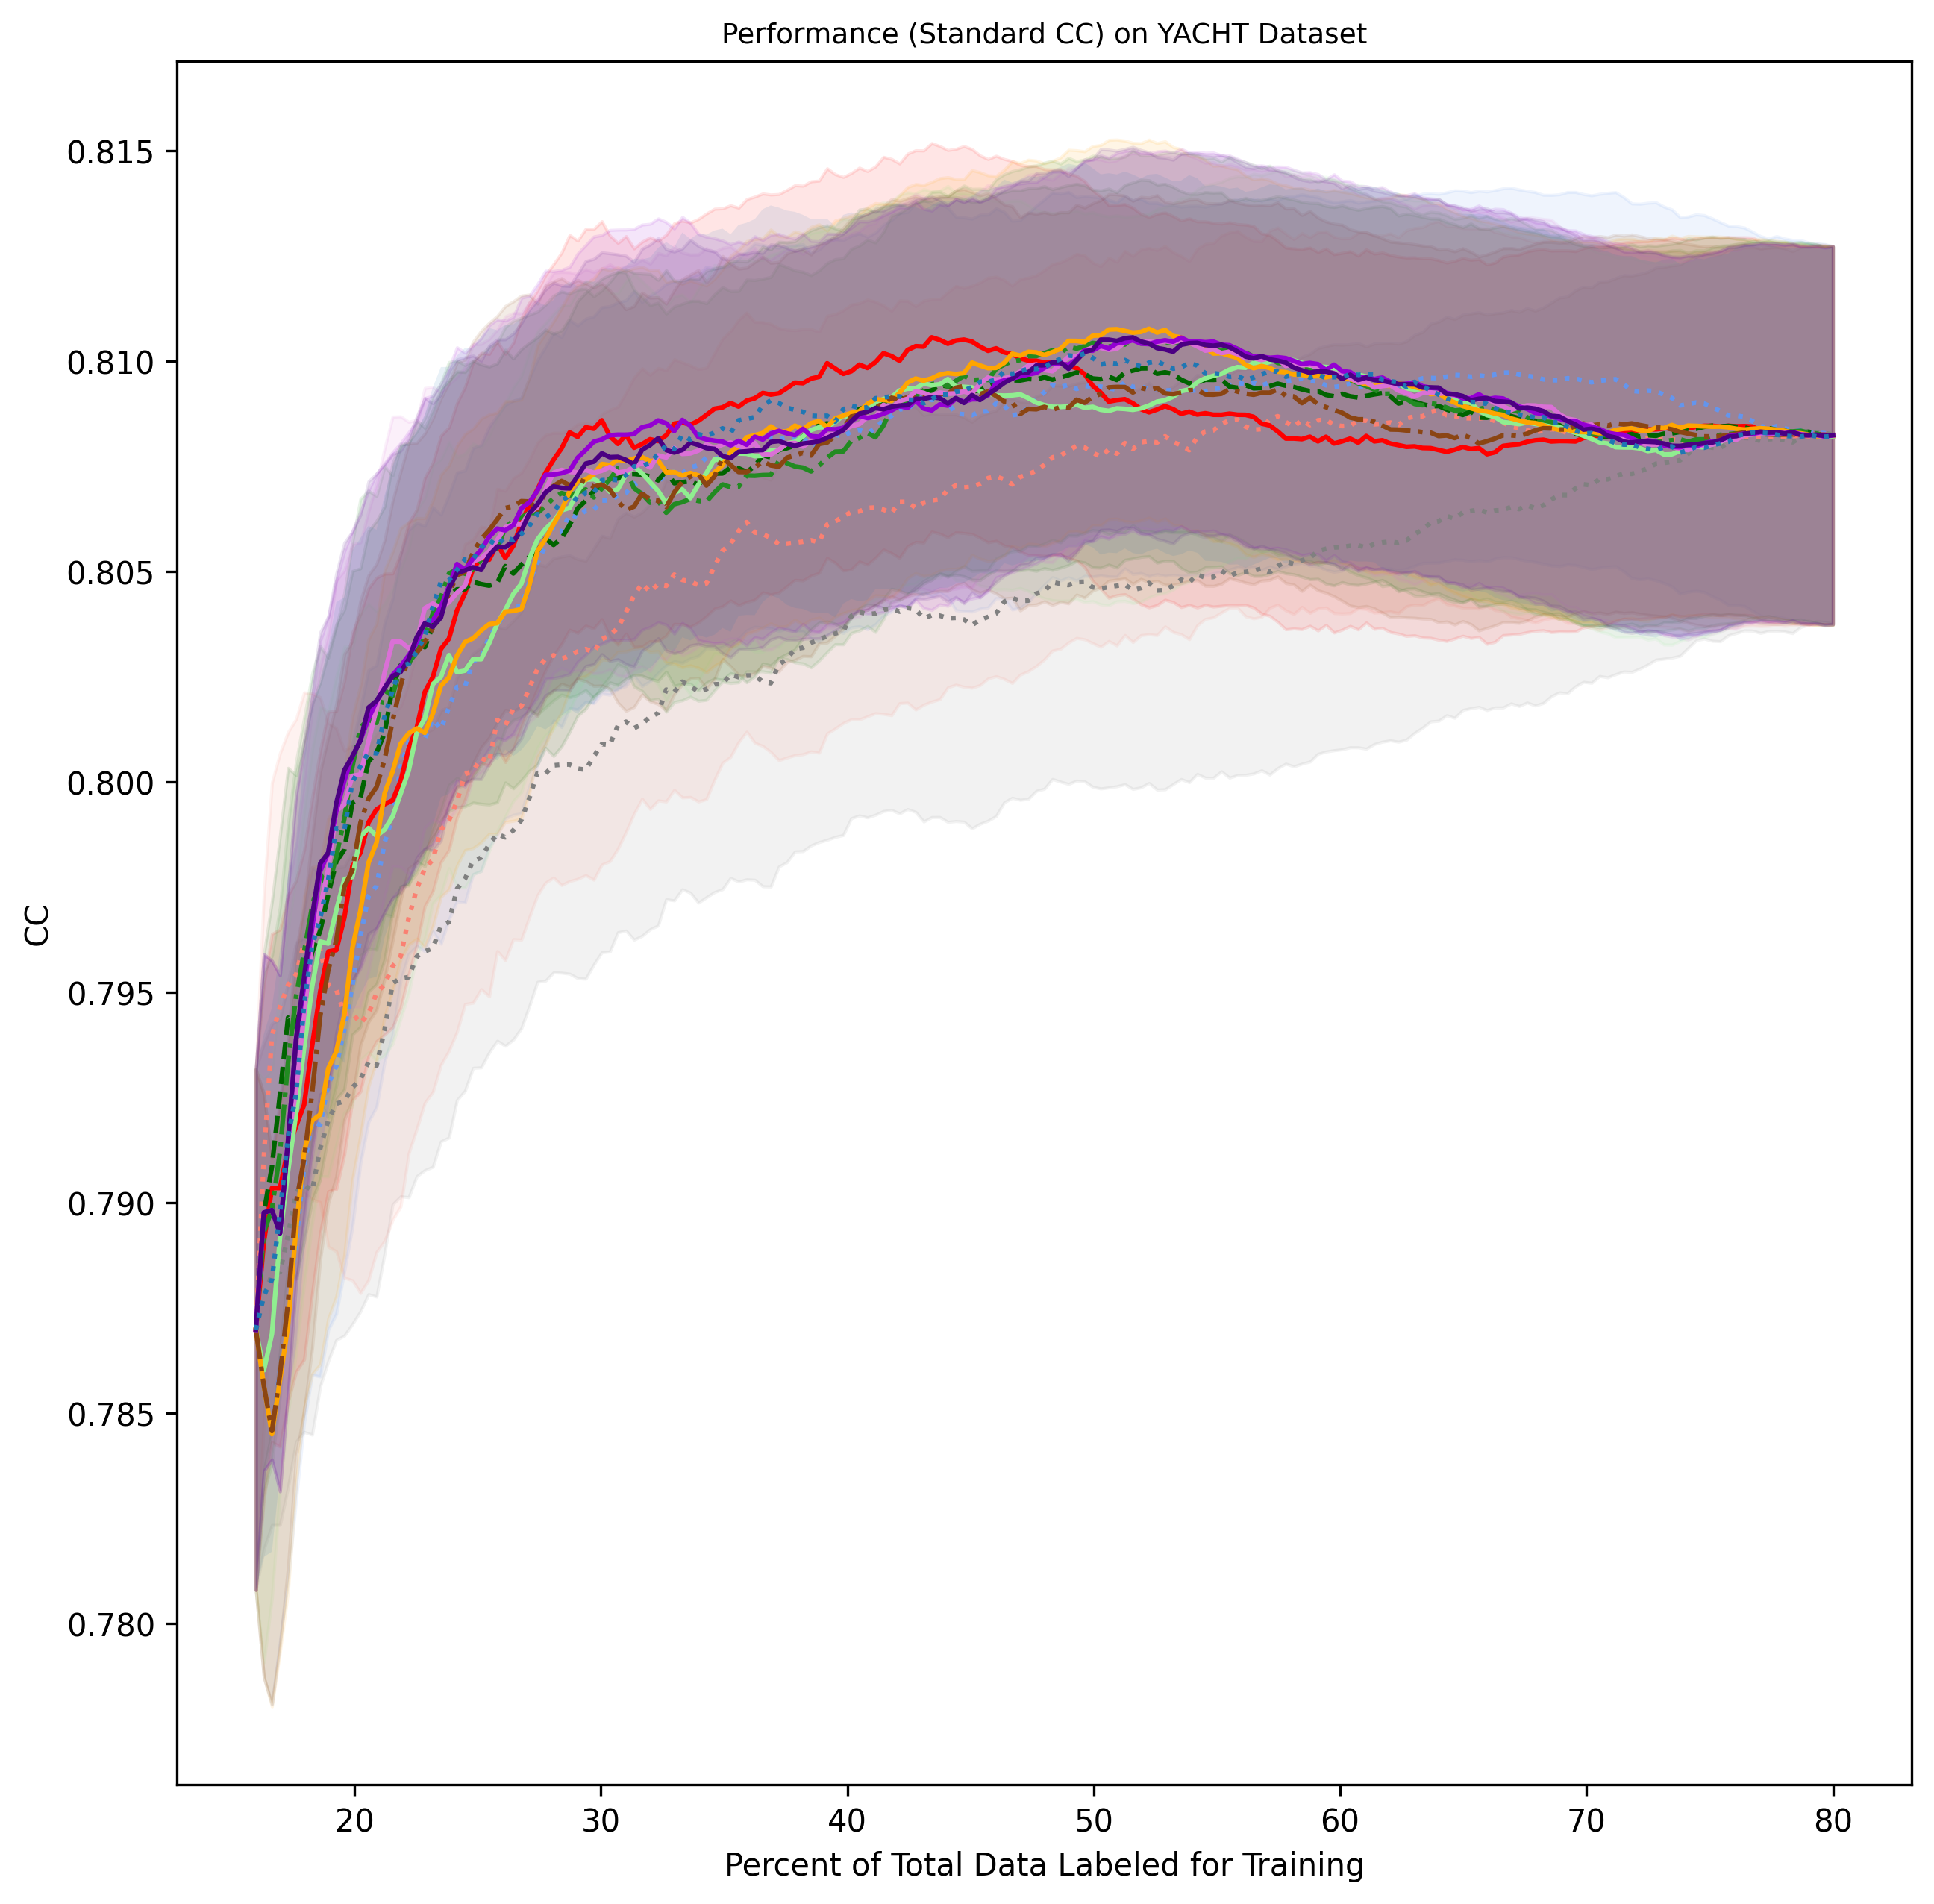 Performance (Standard CC) on YACHT Dataset
0.815
0.810
0.805
0.800
0.795
0.790
0.785
0.780
CC
20 30 40 50 60 70 80
Percent of Total Data Labeled for Training